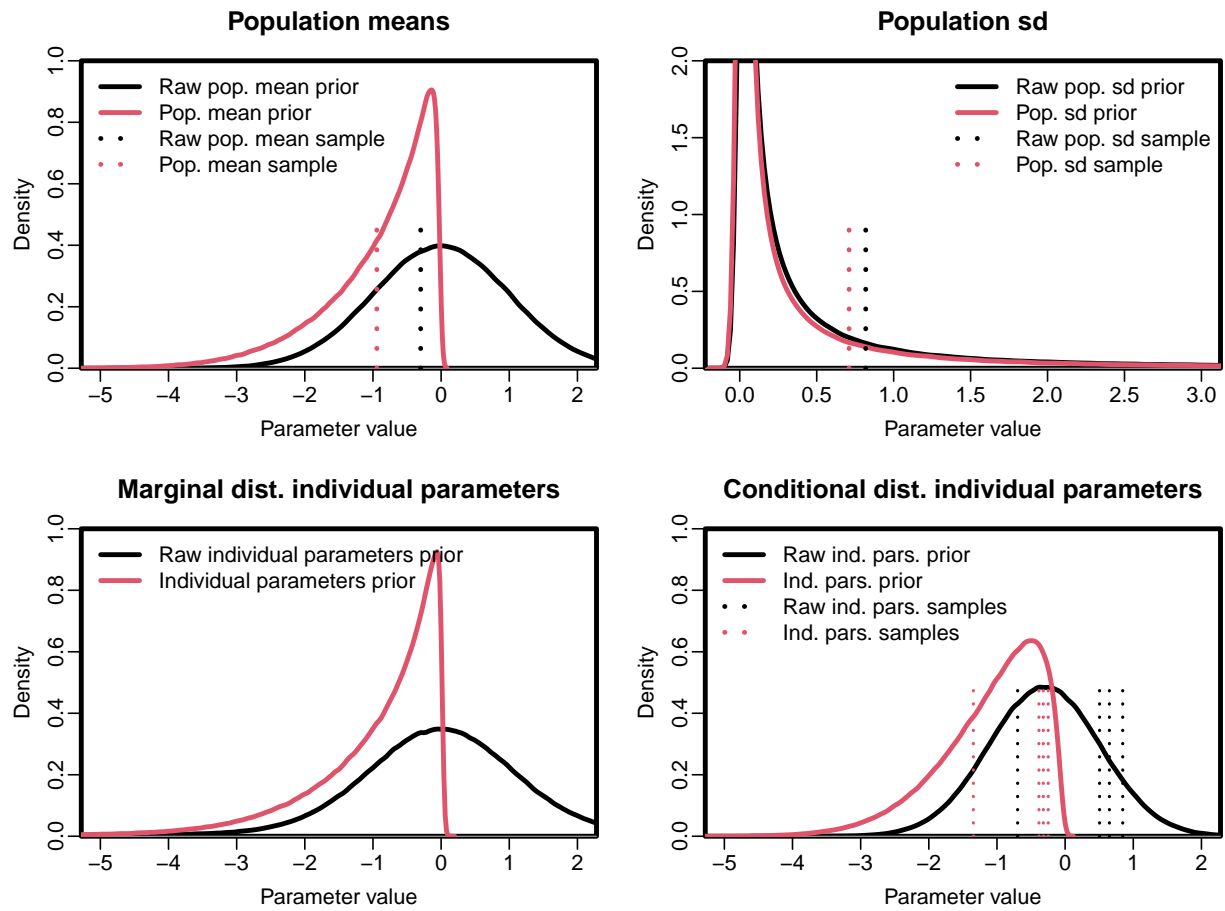 Population means
Density
0.0 0.2 0.4 0.6 0.8 1.0
Raw pop. mean prior
Pop. mean prior
Raw pop. mean sample
Pop. mean sample
−5 −4 −3 −2 −1 0 1 2
Parameter value
Population sd
Density
0.0 0.5 1.0 1.5 2.0
Raw pop. sd prior
Pop. sd prior
Raw pop. sd sample
Pop. sd sample
0.0 0.5 1.0 1.5 2.0 2.5 3.0
Parameter value
Marginal dist. individual parameters
Density
0.0 0.2 0.4 0.6 0.8 1.0
Raw individual parameters prior
Individual parameters prior
−5 −4 −3 −2 −1 0 1 2
Parameter value
Conditional dist. individual parameters
Density
0.0 0.2 0.4 0.6 0.8 1.0
Raw ind. pars. prior
Ind. pars. prior
Raw ind. pars. samples
Ind. pars. samples
−5 −4 −3 −2 −1 0 1 2
Parameter value